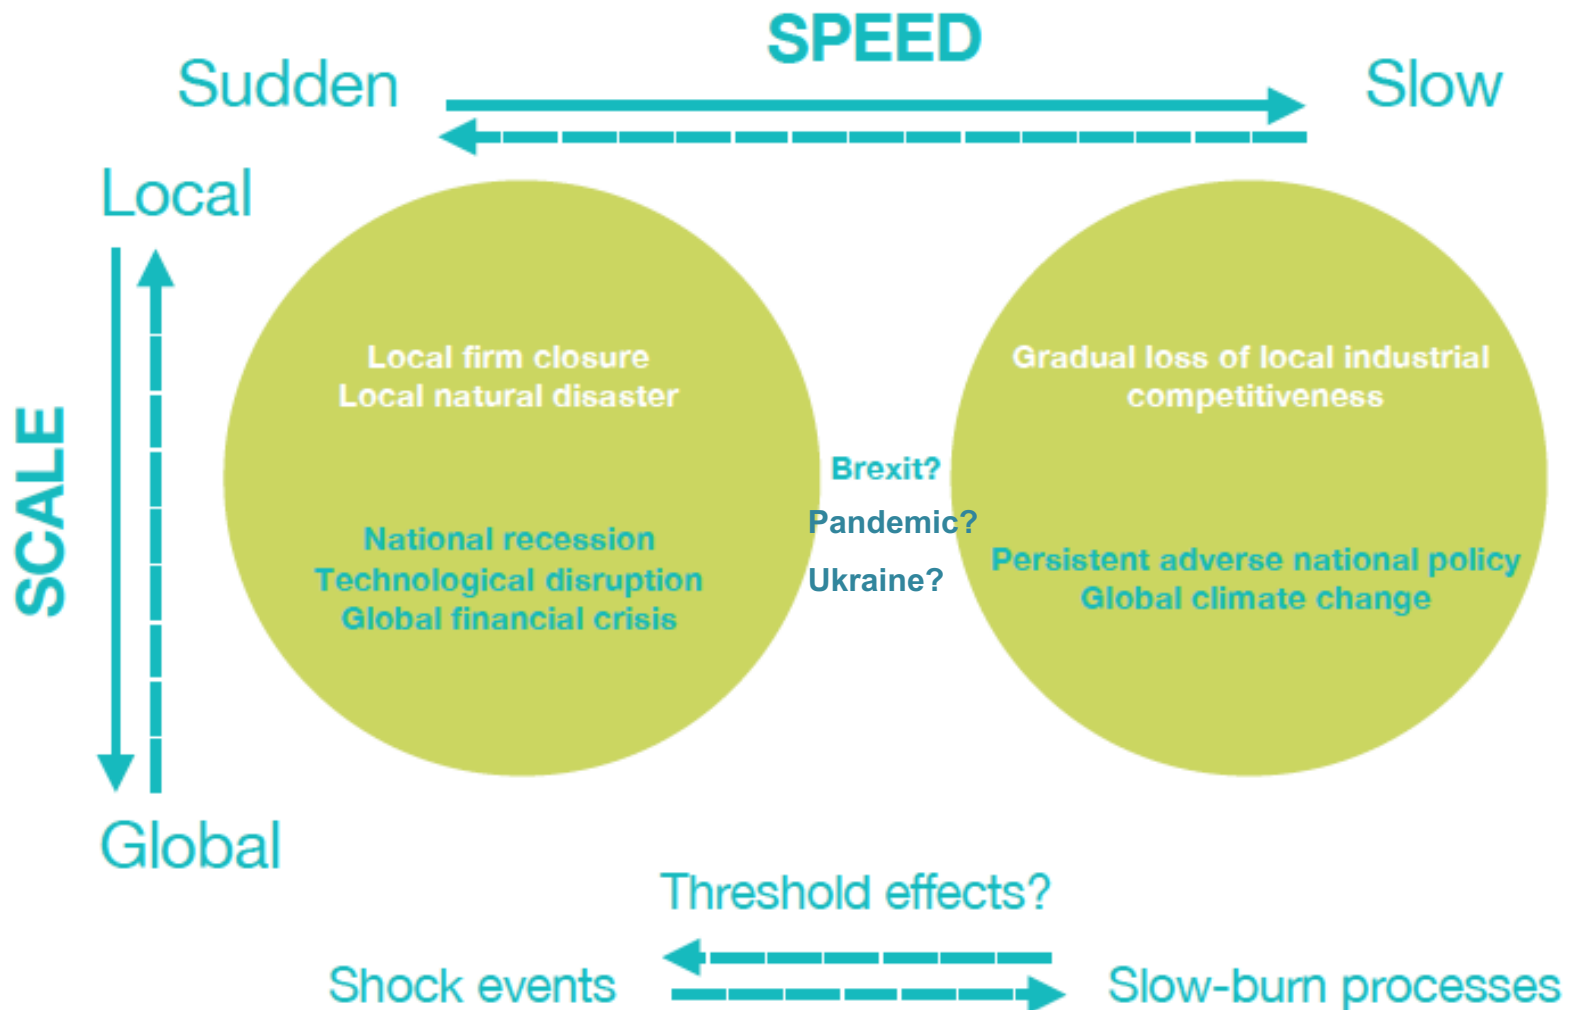 SPEED
Sudden
Slow
Local
SCALE
Local firm closure
Local natural disaster
Gradual loss of local industrial
competitiveness
Brexit?
Pandemic?
Ukraine?
National recession
Technological disruption
Global financial crisis
Persistent adverse national policy
Global climate change
Global
Threshold effects?
Shock events
Slow-burn processes